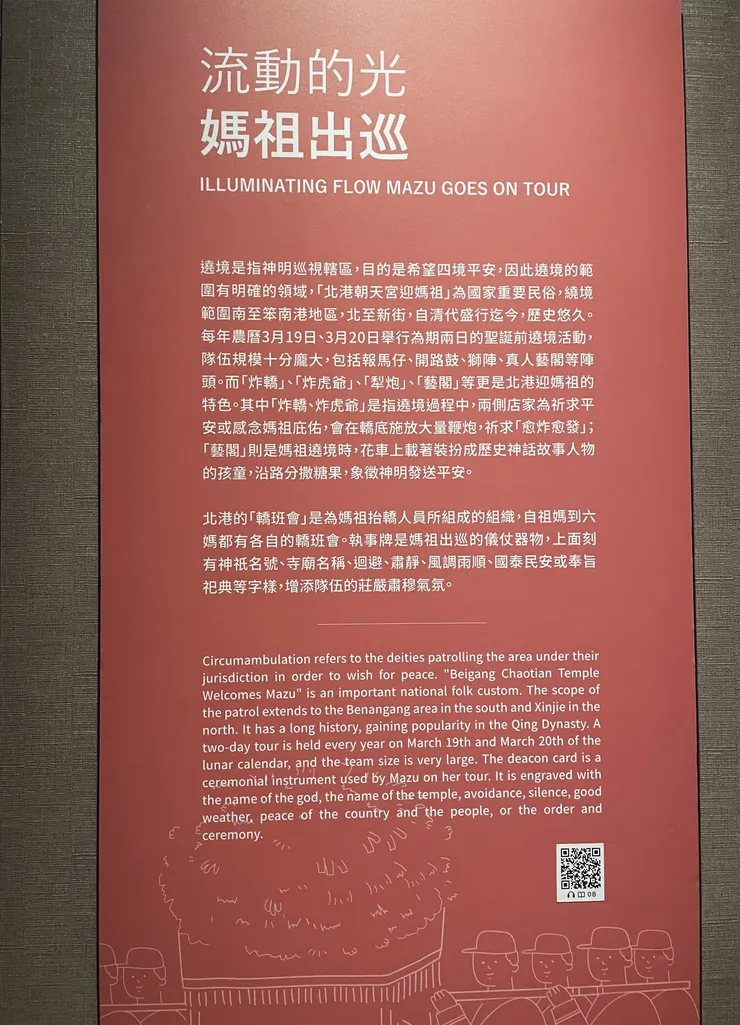 流動的光
媽祖出巡
ILLUMINATING FLOW MAZU GOES ON TOUR
遶境是指神明巡視轄區，目的是希望四境平安，因此遶境的範
圍有明確的領域，「北港朝天宮迎媽祖」為國家重要民俗，繞境
範圍南至笨南港地區，北至新街，自清代盛行迄今，歷史悠久。
每年農曆3月19日、3月20日舉行為期兩日的聖誕前遶境活動，
隊伍規模十分龐大，包括報馬仔、開路鼓、獅陣、真人藝閣等陣
頭。而「炸轎」、「炸虎爺」、「犁炮」、「藝閣」等更是北港迎媽祖的
特色。其中「炸轎、炸虎爺」是指遶境過程中，兩側店家為祈求平
安或感念媽祖庇佑，會在轎底施放大量鞭炮，祈求「愈炸愈發」；
「藝閣」則是媽祖遶境時，花車上載著裝扮成歷史神話故事人物
的孩童，沿路分撒糖果，象徵神明發送平安。
北港的「轎班會」是為媽祖抬轎人員所組成的組織，自祖媽到六
媽都有各自的轎班會。執事牌是媽祖出巡的儀仗器物，上面刻
有神祇名號、寺廟名稱、迴避、肅靜、風調雨順、國泰民安或奉旨
祀典等字樣，增添隊伍的莊嚴肅穆氣氛。
Circumambulation refers to the deities patrolling the area under their
jurisdiction in order to wish for peace. "Beigang Chaotian Temple
Welcomes Mazu" is an important national folk custom. The scope of
the patrol extends to the Benangang area in the south and Xinjie in the
north. It has a long history, gaining popularity in the Qing Dynasty. A
two-day tour is held every year on March 19th and March 20th of the
lunar calendar, and the team size is very large. The deacon card is a
ceremonial instrument used by Mazu on her tour. It is engraved with
the name of the god, the name of the temple, avoidance, silence, good
weather, peace of the country and the people, or the order and
ceremony.
08